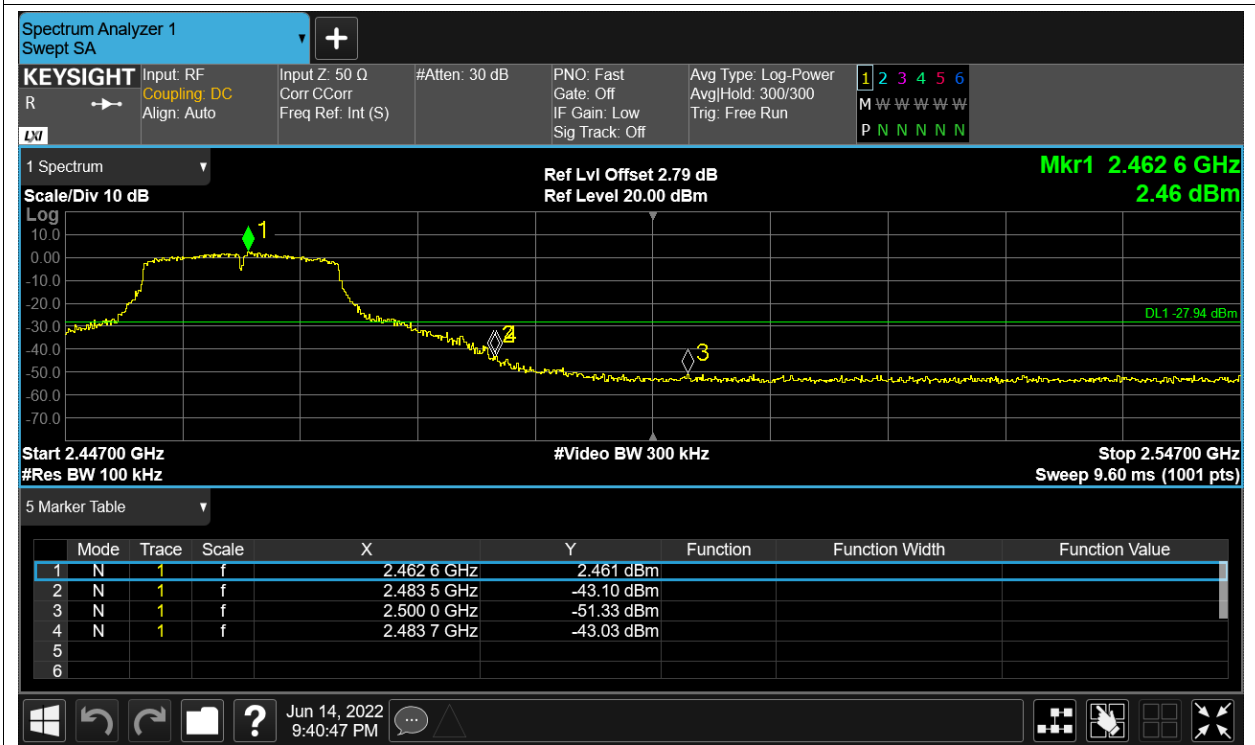 Spectrum Analyzer 1
Swept SA
+
KEYSIGHT Input: RF Input Z: 50 Ω #Atten: 30 dB PNO: Fast Avg Type: Log-Power 1 2 3 4 5 6
R Coupling: DC Corr CCorr Gate: Off Avg|Hold: 300/300 M W W W W W
Align: Auto Freq Ref: Int (S) IF Gain: Low Trig: Free Run
LXI Sig Track: Off P N N N N N
1 Spectrum Ref Lvl Offset 2.79 dB Mkr1 2.462 6 GHz
Scale/Div 10 dB Ref Level 20.00 dBm 2.46 dBm
Log
10.0 1
0.00
-10.0
-20.0
DL1 -27.94 dBm
-30.0
2 4
-40.0
3
-50.0
-60.0
-70.0
Start 2.44700 GHz #Video BW 300 kHz Stop 2.54700 GHz
#Res BW 100 kHz Sweep 9.60 ms (1001 pts)
5 Marker Table
Mode Trace Scale X Y Function Function Width Function Value
1 N 1 f 2.462 6 GHz 2.461 dBm
2 N 1 f 2.483 5 GHz -43.10 dBm
3 N 1 f 2.500 0 GHz -51.33 dBm
4 N 1 f 2.483 7 GHz -43.03 dBm
5
6
? Jun 14, 2022
9:40:47 PM